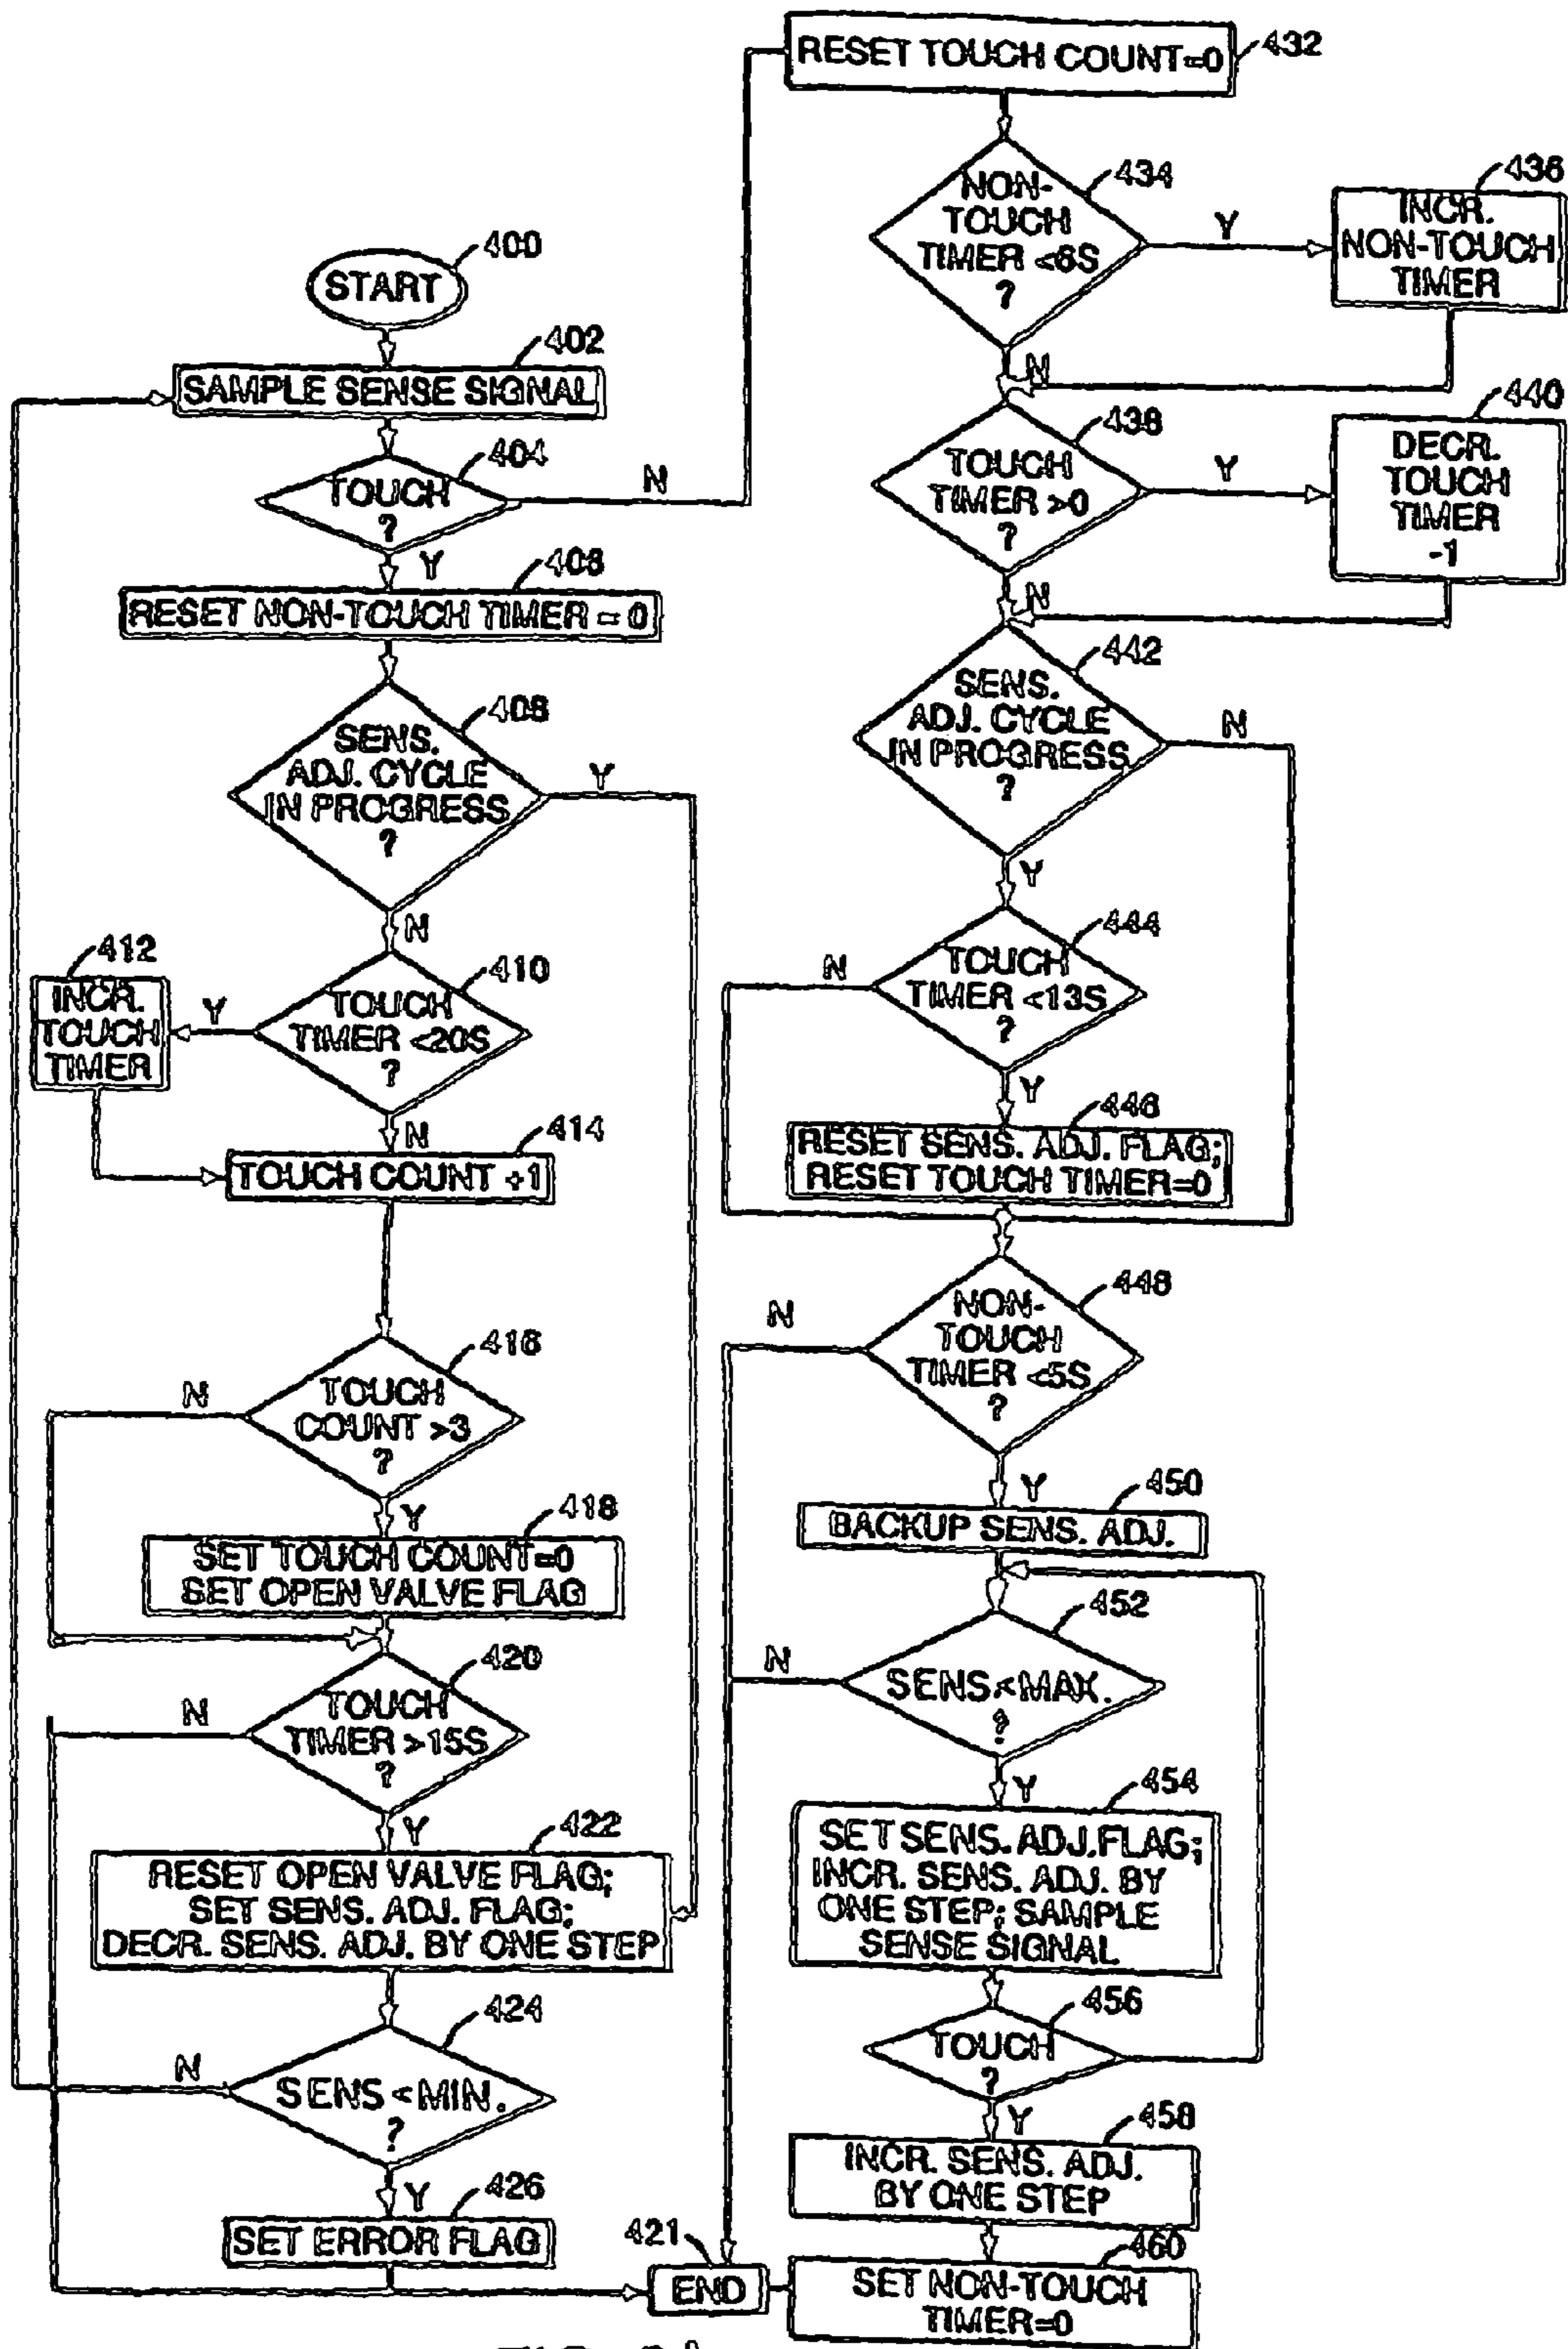 START
400
SAMPLE SENSE SIGNAL
402
TOUCH
?
404
N
Y
RESET NON-TOUCH TIMER = 0
406
SENS.
ADJ. CYCLE
IN PROGRESS
?
408
Y
N
TOUCH
TIMER <20S
?
410
Y
N
INCR.
TOUCH
TIMER
412
TOUCH COUNT +1
414
TOUCH
COUNT >3
?
416
N
Y
SET TOUCH COUNT=0
SET OPEN VALVE FLAG
418
TOUCH
TIMER >15S
?
420
N
Y
RESET OPEN VALVE FLAG;
SET SENS. ADJ. FLAG;
DECR. SENS. ADJ. BY ONE STEP
422
SENS <MIN.
?
424
N
Y
SET ERROR FLAG
426
END
421
RESET TOUCH COUNT=0
432
NON-
TOUCH
TIMER <6S
?
434
Y
N
INCR.
NON-TOUCH
TIMER
436
TOUCH
TIMER >0
?
438
Y
N
DECR.
TOUCH
TIMER
-1
440
SENS.
ADJ. CYCLE
IN PROGRESS
?
442
N
Y
TOUCH
TIMER <13S
?
444
N
Y
RESET SENS. ADJ. FLAG;
RESET TOUCH TIMER=0
446
NON-
TOUCH
TIMER <5S
?
448
N
Y
BACKUP SENS. ADJ.
450
SENS.<MAX.
?
452
N
Y
SET SENS. ADJ.FLAG;
INCR. SENS. ADJ. BY
ONE STEP; SAMPLE
SENSE SIGNAL
454
TOUCH
?
456
Y
INCR. SENS. ADJ.
BY ONE STEP
458
SET NON-TOUCH
TIMER=0
460